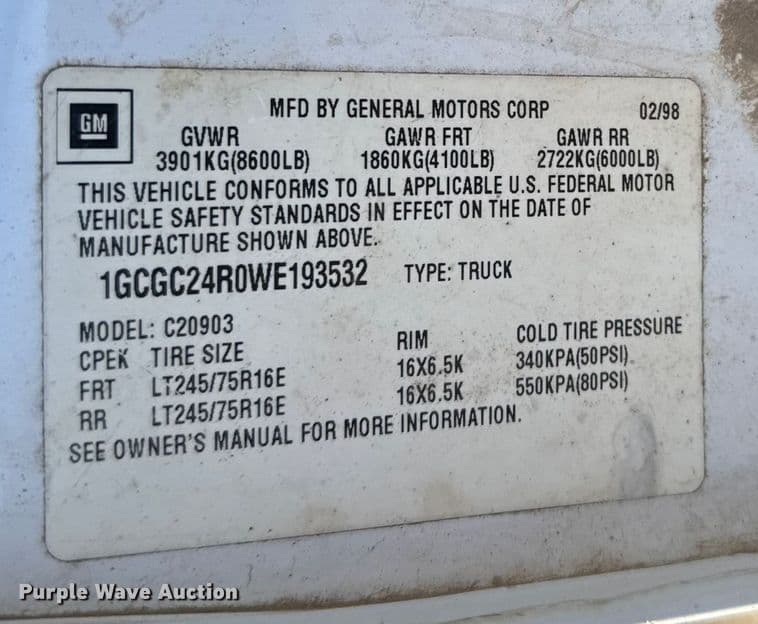 GM
MFD BY GENERAL MOTORS CORP 02/98
GVWR GAWR FRT GAWR RR
3901KG(8600LB) 1860KG(4100LB) 2722KG(6000LB)
THIS VEHICLE CONFORMS TO ALL APPLICABLE U.S. FEDERAL MOTOR
VEHICLE SAFETY STANDARDS IN EFFECT ON THE DATE OF
MANUFACTURE SHOWN ABOVE.
1GCGC24R0WE193532 TYPE: TRUCK
MODEL: C20903
CPEK TIRE SIZE RIM COLD TIRE PRESSURE
FRT LT245/75R16E 16X6.5K 340KPA(50PSI)
RR LT245/75R16E 16X6.5K 550KPA(80PSI)
SEE OWNER'S MANUAL FOR MORE INFORMATION.
Purple Wave Auction